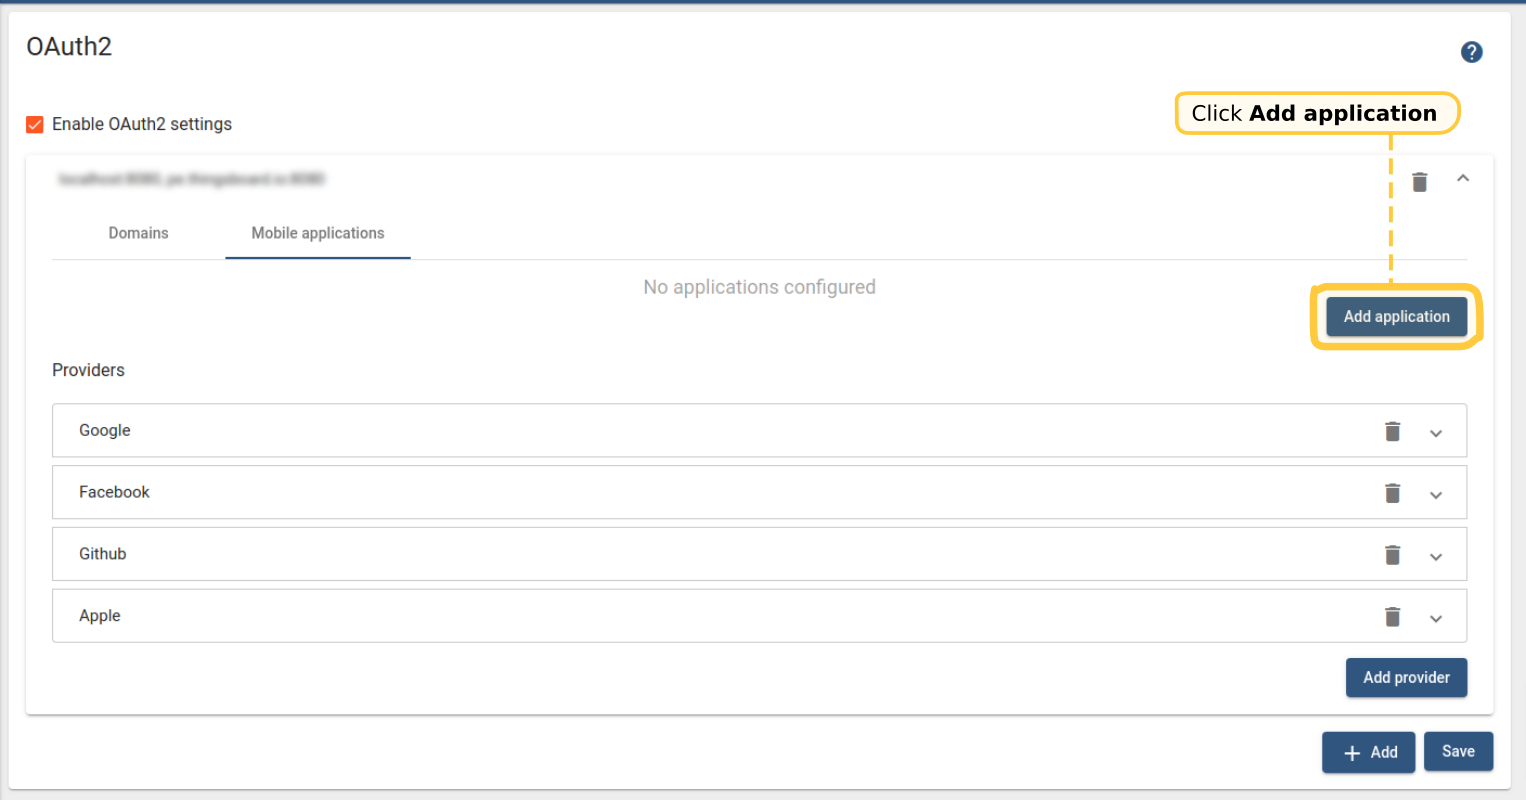 OAuth2
?
Click Add application
Enable OAuth2 settings
Domains
Mobile applications
No applications configured
Add application
Providers
Google
Facebook
Github
Apple
Add provider
+ Add
Save